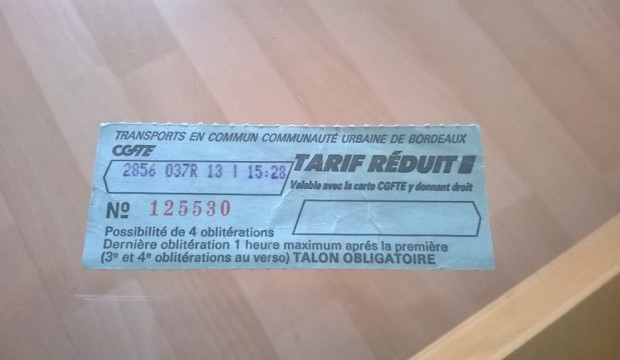 TRANSPORTS EN COMMUN COMMUNAUTÉ URBAINE DE BORDEAUX
CGFTE
2856 037R 13 I 15:28
TARIF RÉDUIT
Valable avec la carte CGFTE y donnant droit
No 125530
Possibilité de 4 oblitérations
Dernière oblitération 1 heure maximum aprés la première
(3e et 4e oblitérations au verso) TALON OBLIGATOIRE